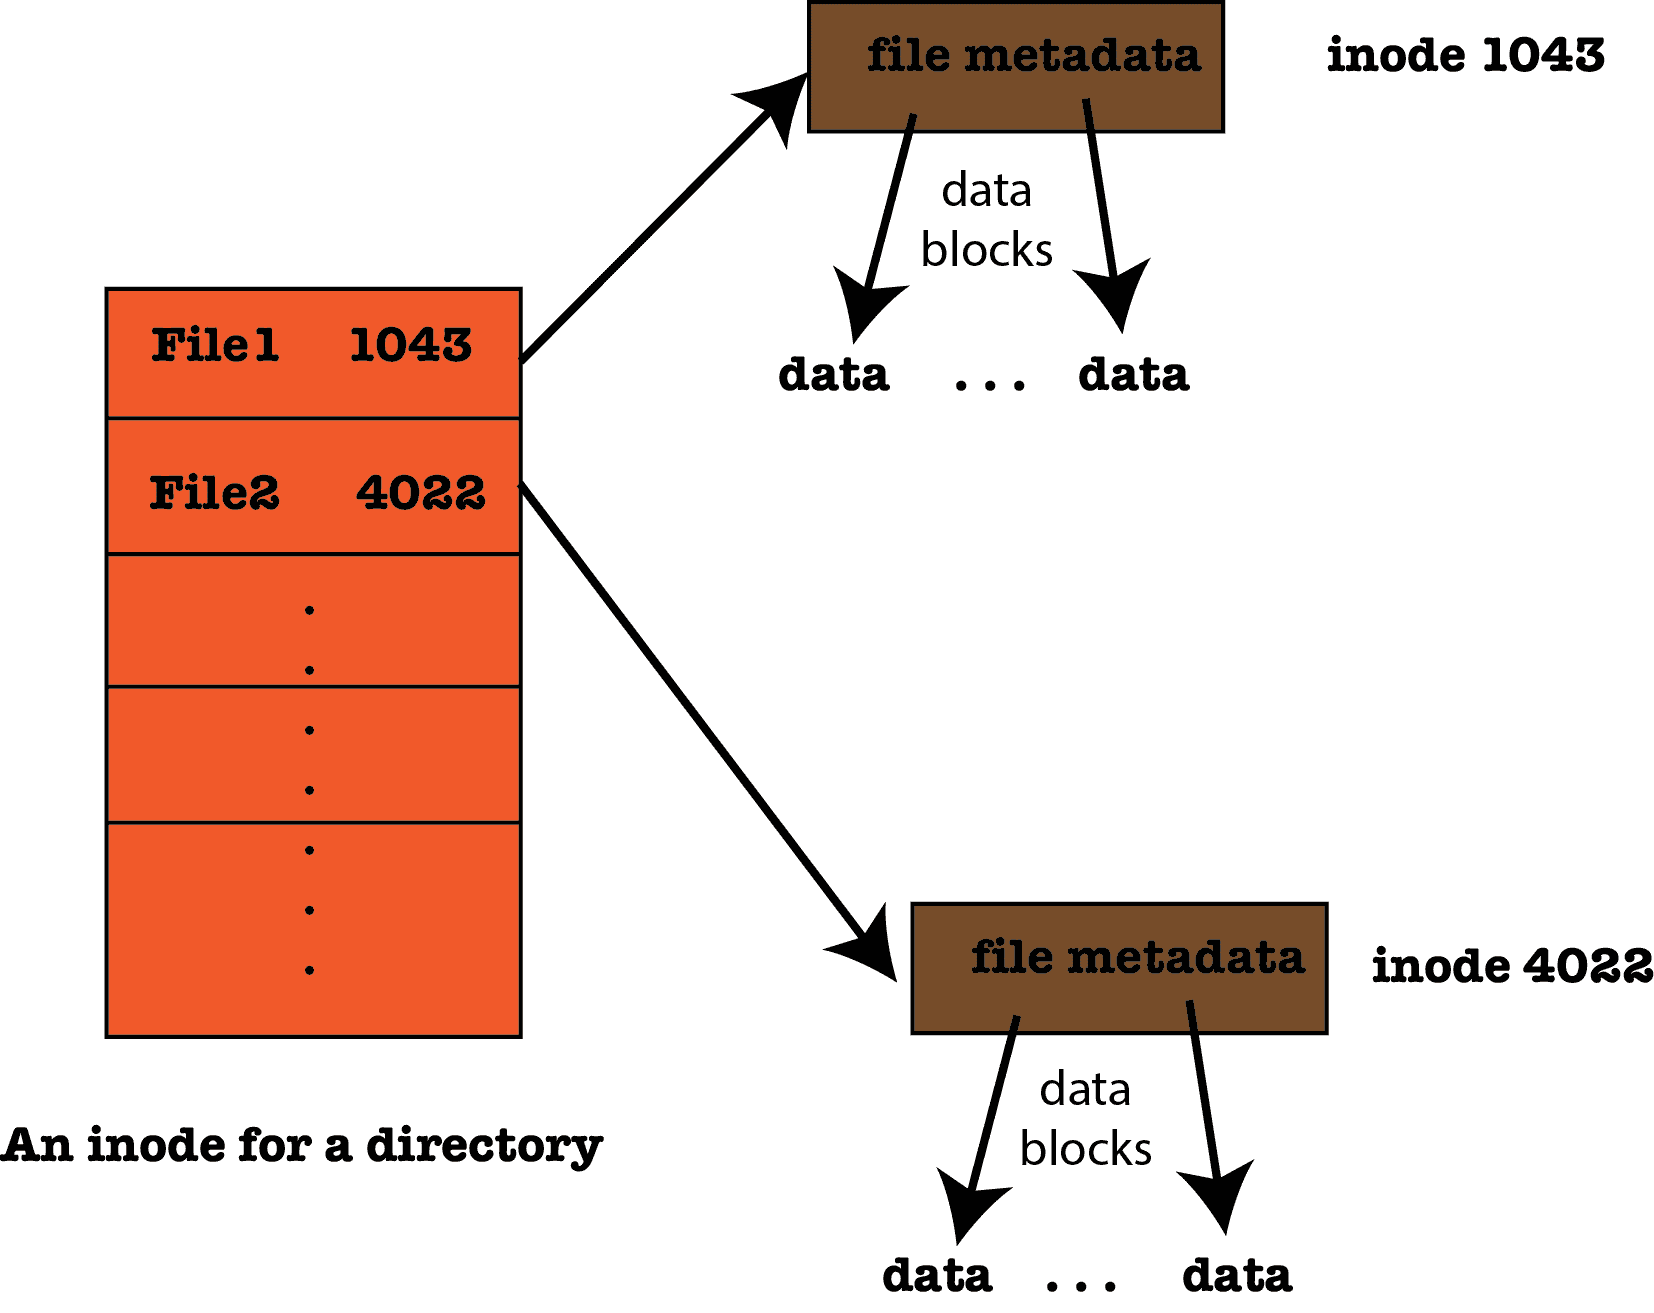 file metadata inode 1043
data
blocks
data ... data
File1 1043
File2 4022
file metadata inode 4022
data
blocks
data ... data
An inode for a directory